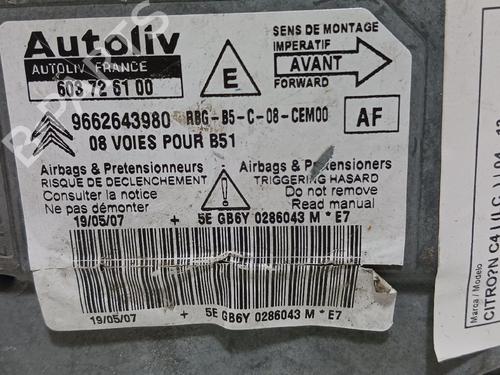 Autoliv
AUTOLIV FRANCE
603 72 61 00
E
SENS DE MONTAGE
IMPERATIF
AVANT
FORWARD
9662643980 RBG-B5-C-08-CEM00
AF
08 VOIES POUR B51
Airbags & Pretensionneurs
RISQUE DE DECLENCHEMENT
Consulter la notice
Ne pas démonter
Airbags & Pretensioners
TRIGGERING HASARD
Do not remove
Read manual
19/05/07 + 5E GB6Y 0286043 M * E7
19/05/07 + 5E GB6Y 0286043 M * E7
Marca / Modelo